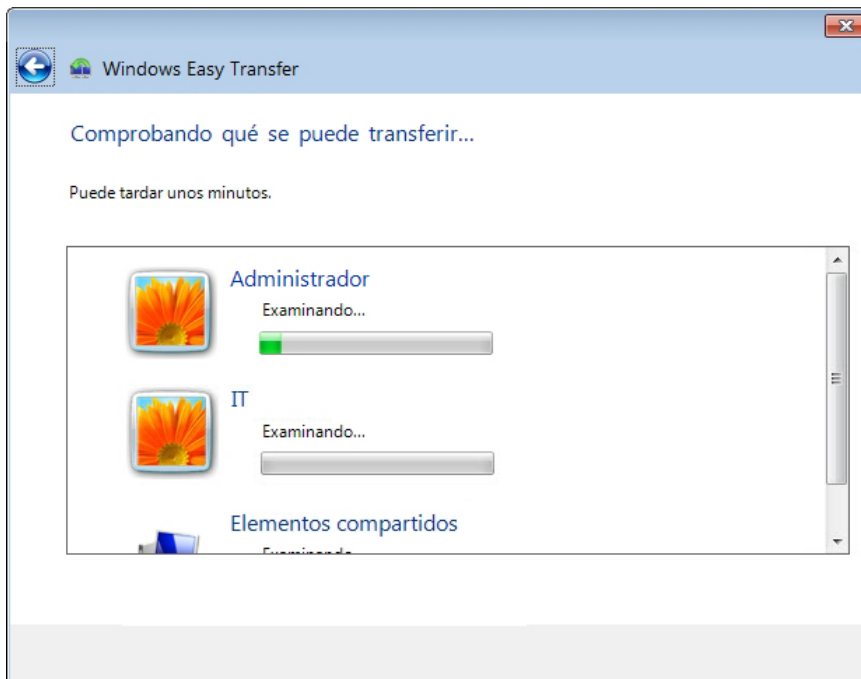 Windows Easy Transfer
Comprobando qué se puede transferir...
Puede tardar unos minutos.
Administrador
Examinando...
IT
Examinando...
Elementos compartidos